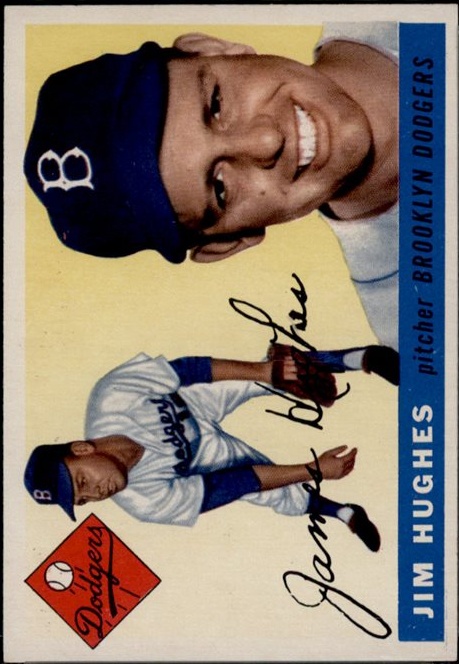 B
B
Dodgers
Dodgers
James Hughes
JIM HUGHES pitcher BROOKLYN DODGERS